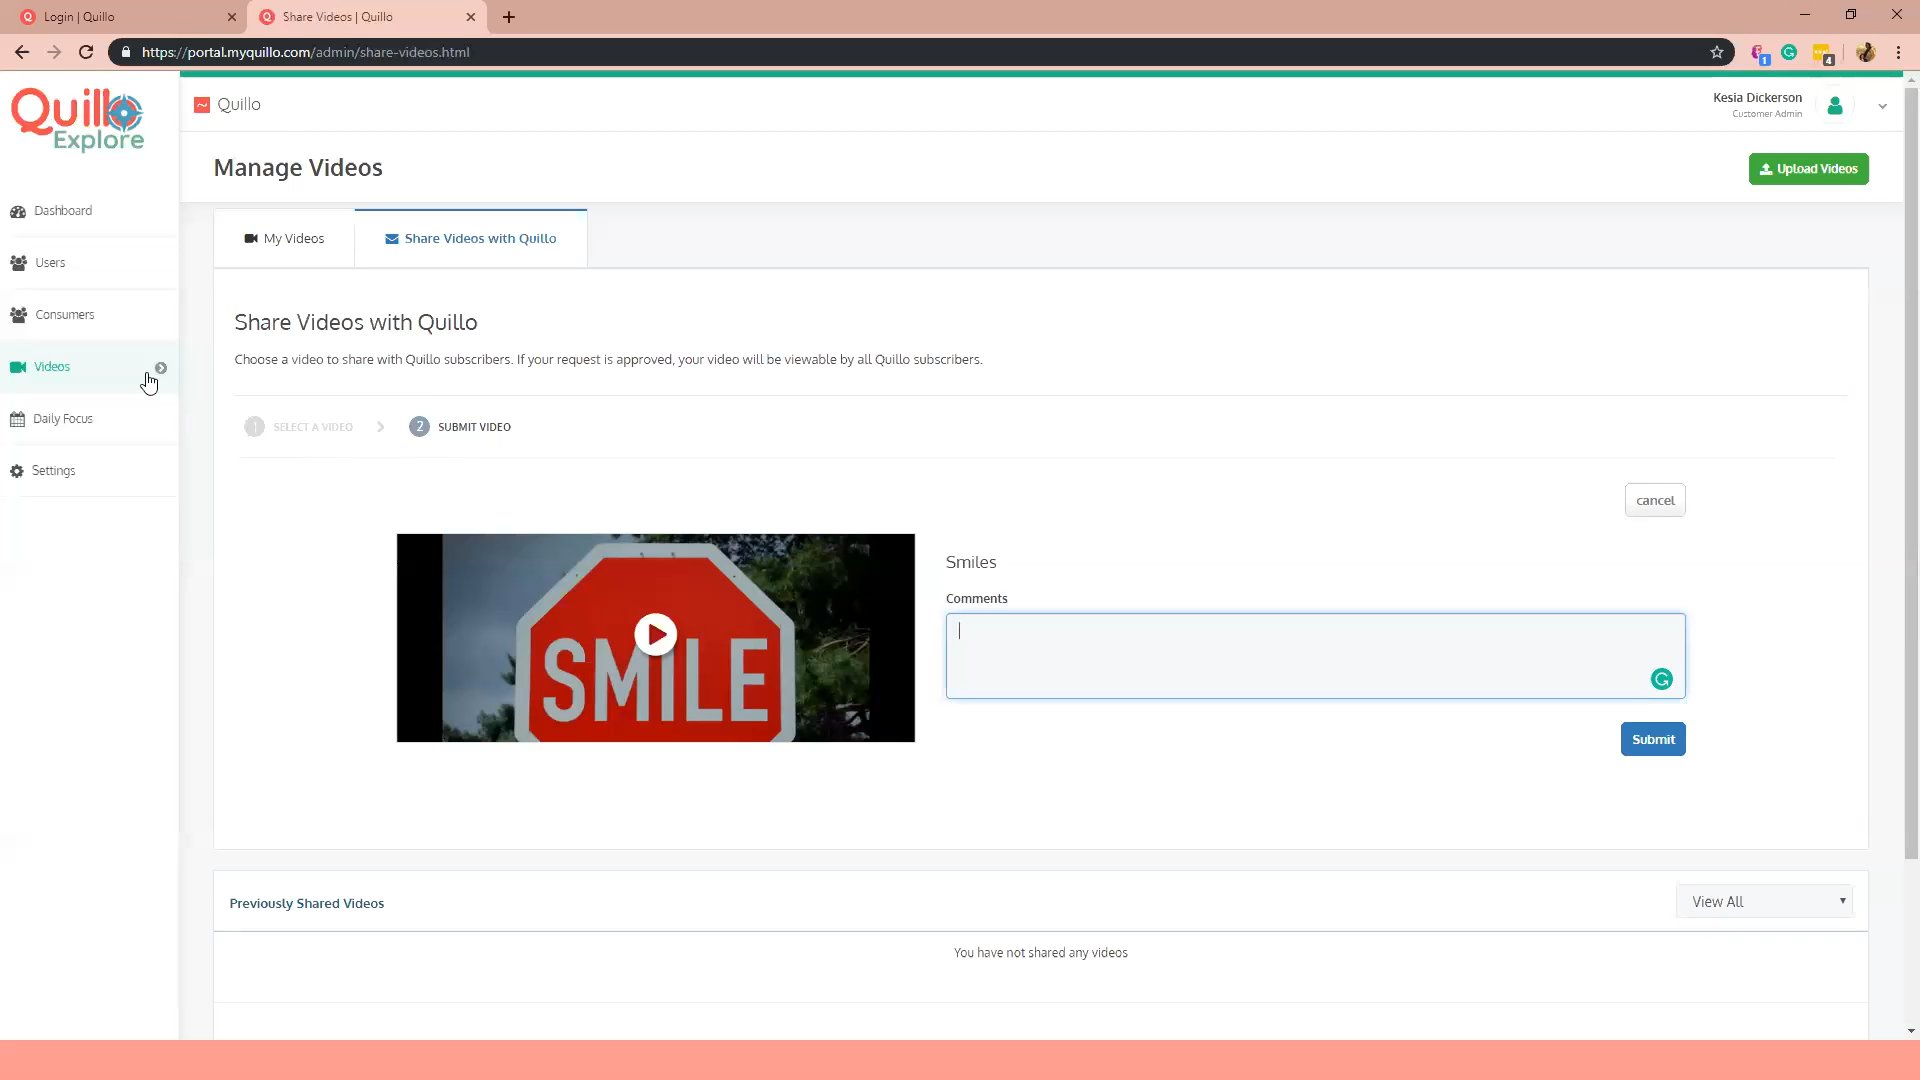 Login | Quillo
Share Videos | Quillo
https://portal.myquillo.com/admin/share-videos.html
1
4
Quillo
Explore
Quillo
Kesia Dickerson
Customer Admin
Manage Videos
Upload Videos
Dashboard
Users
Consumers
Videos
Daily Focus
Settings
My Videos
Share Videos with Quillo
Share Videos with Quillo
Choose a video to share with Quillo subscribers. If your request is approved, your video will be viewable by all Quillo subscribers.
1 SELECT A VIDEO
2 SUBMIT VIDEO
cancel
SMILE
Smiles
Comments
Submit
Previously Shared Videos
View All
You have not shared any videos